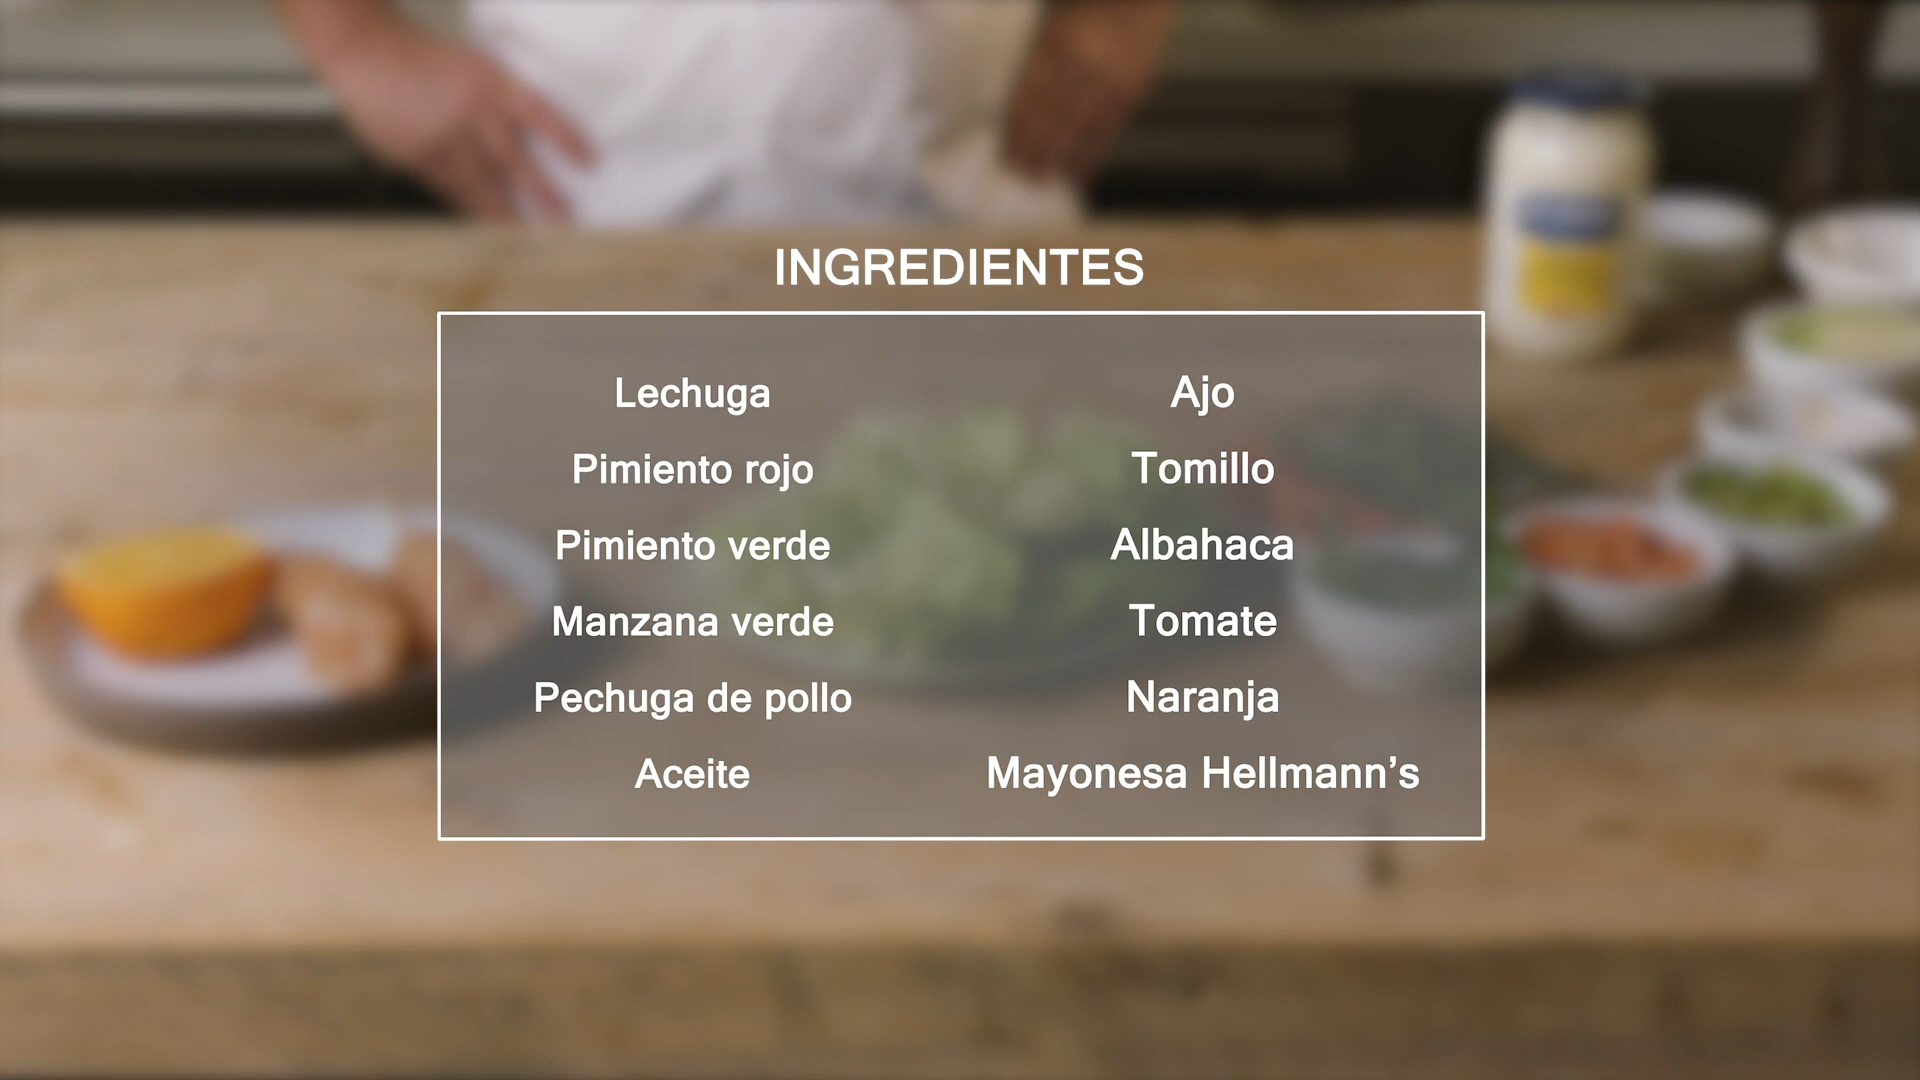 INGREDIENTES
Lechuga
Pimiento rojo
Pimiento verde
Manzana verde
Pechuga de pollo
Aceite
Ajo
Tomillo
Albahaca
Tomate
Naranja
Mayonesa Hellmann’s